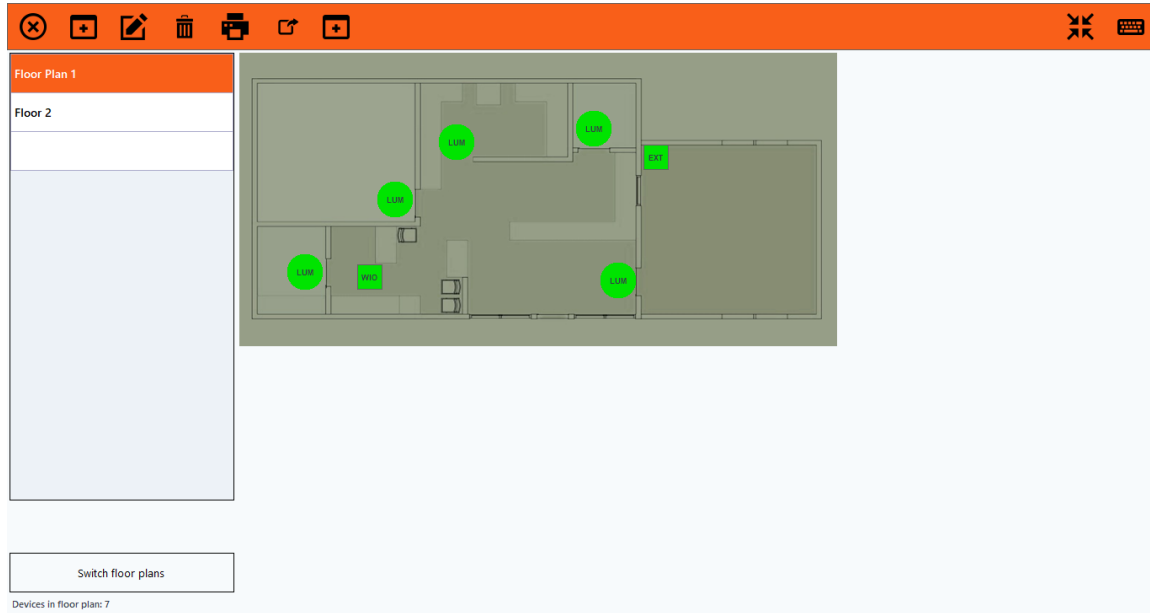 Floor Plan 1
Floor 2
LUM
LUM
EXT
LUM
LUM
WIO
LUM
Switch floor plans
Devices in floor plan: 7